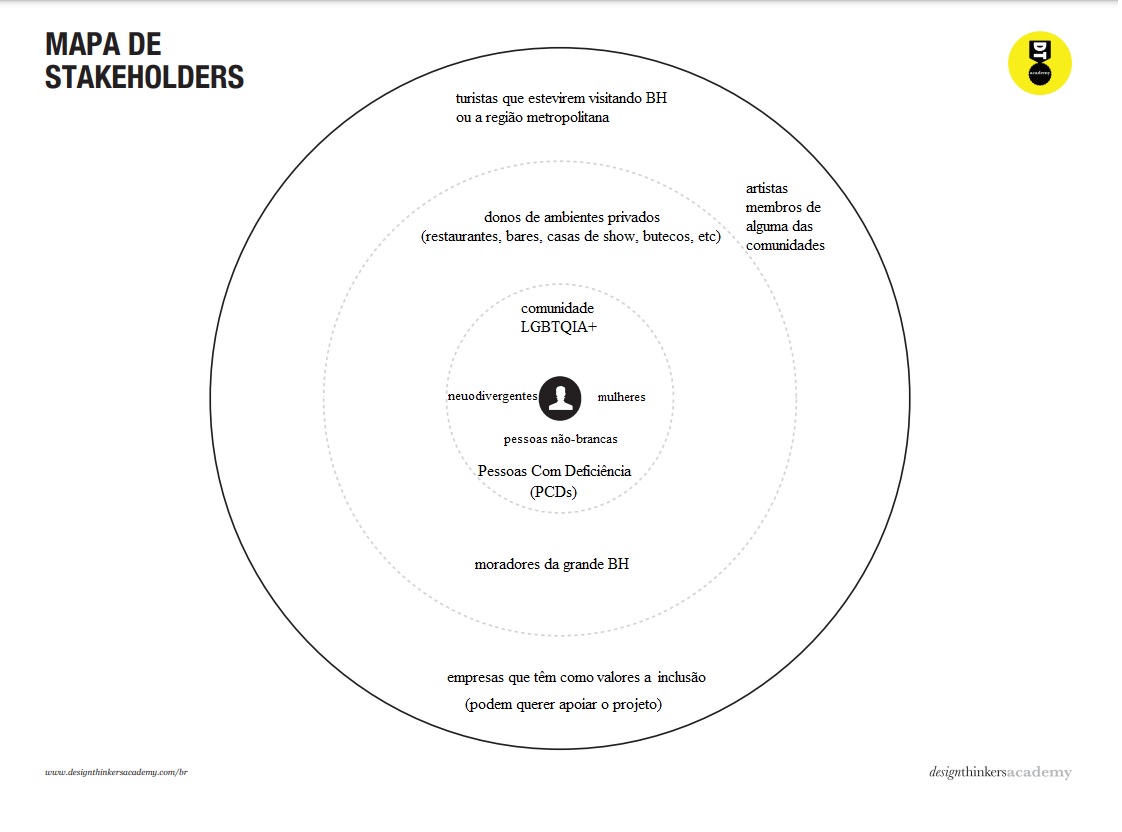 MAPA DE
STAKEHOLDERS
DT
academy
turistas que estevirem visitando BH
ou a região metropolitana
artistas
membros de
alguma das
comunidades
donos de ambientes privados
(restaurantes, bares, casas de show, butecos, etc)
comunidade
LGBTQIA+
neuodivergentes
mulheres
pessoas não-brancas
Pessoas Com Deficiência
(PCDs)
moradores da grande BH
empresas que têm como valores a inclusão
(podem querer apoiar o projeto)
www.designthinkersacademy.com/br
designthinkersacademy